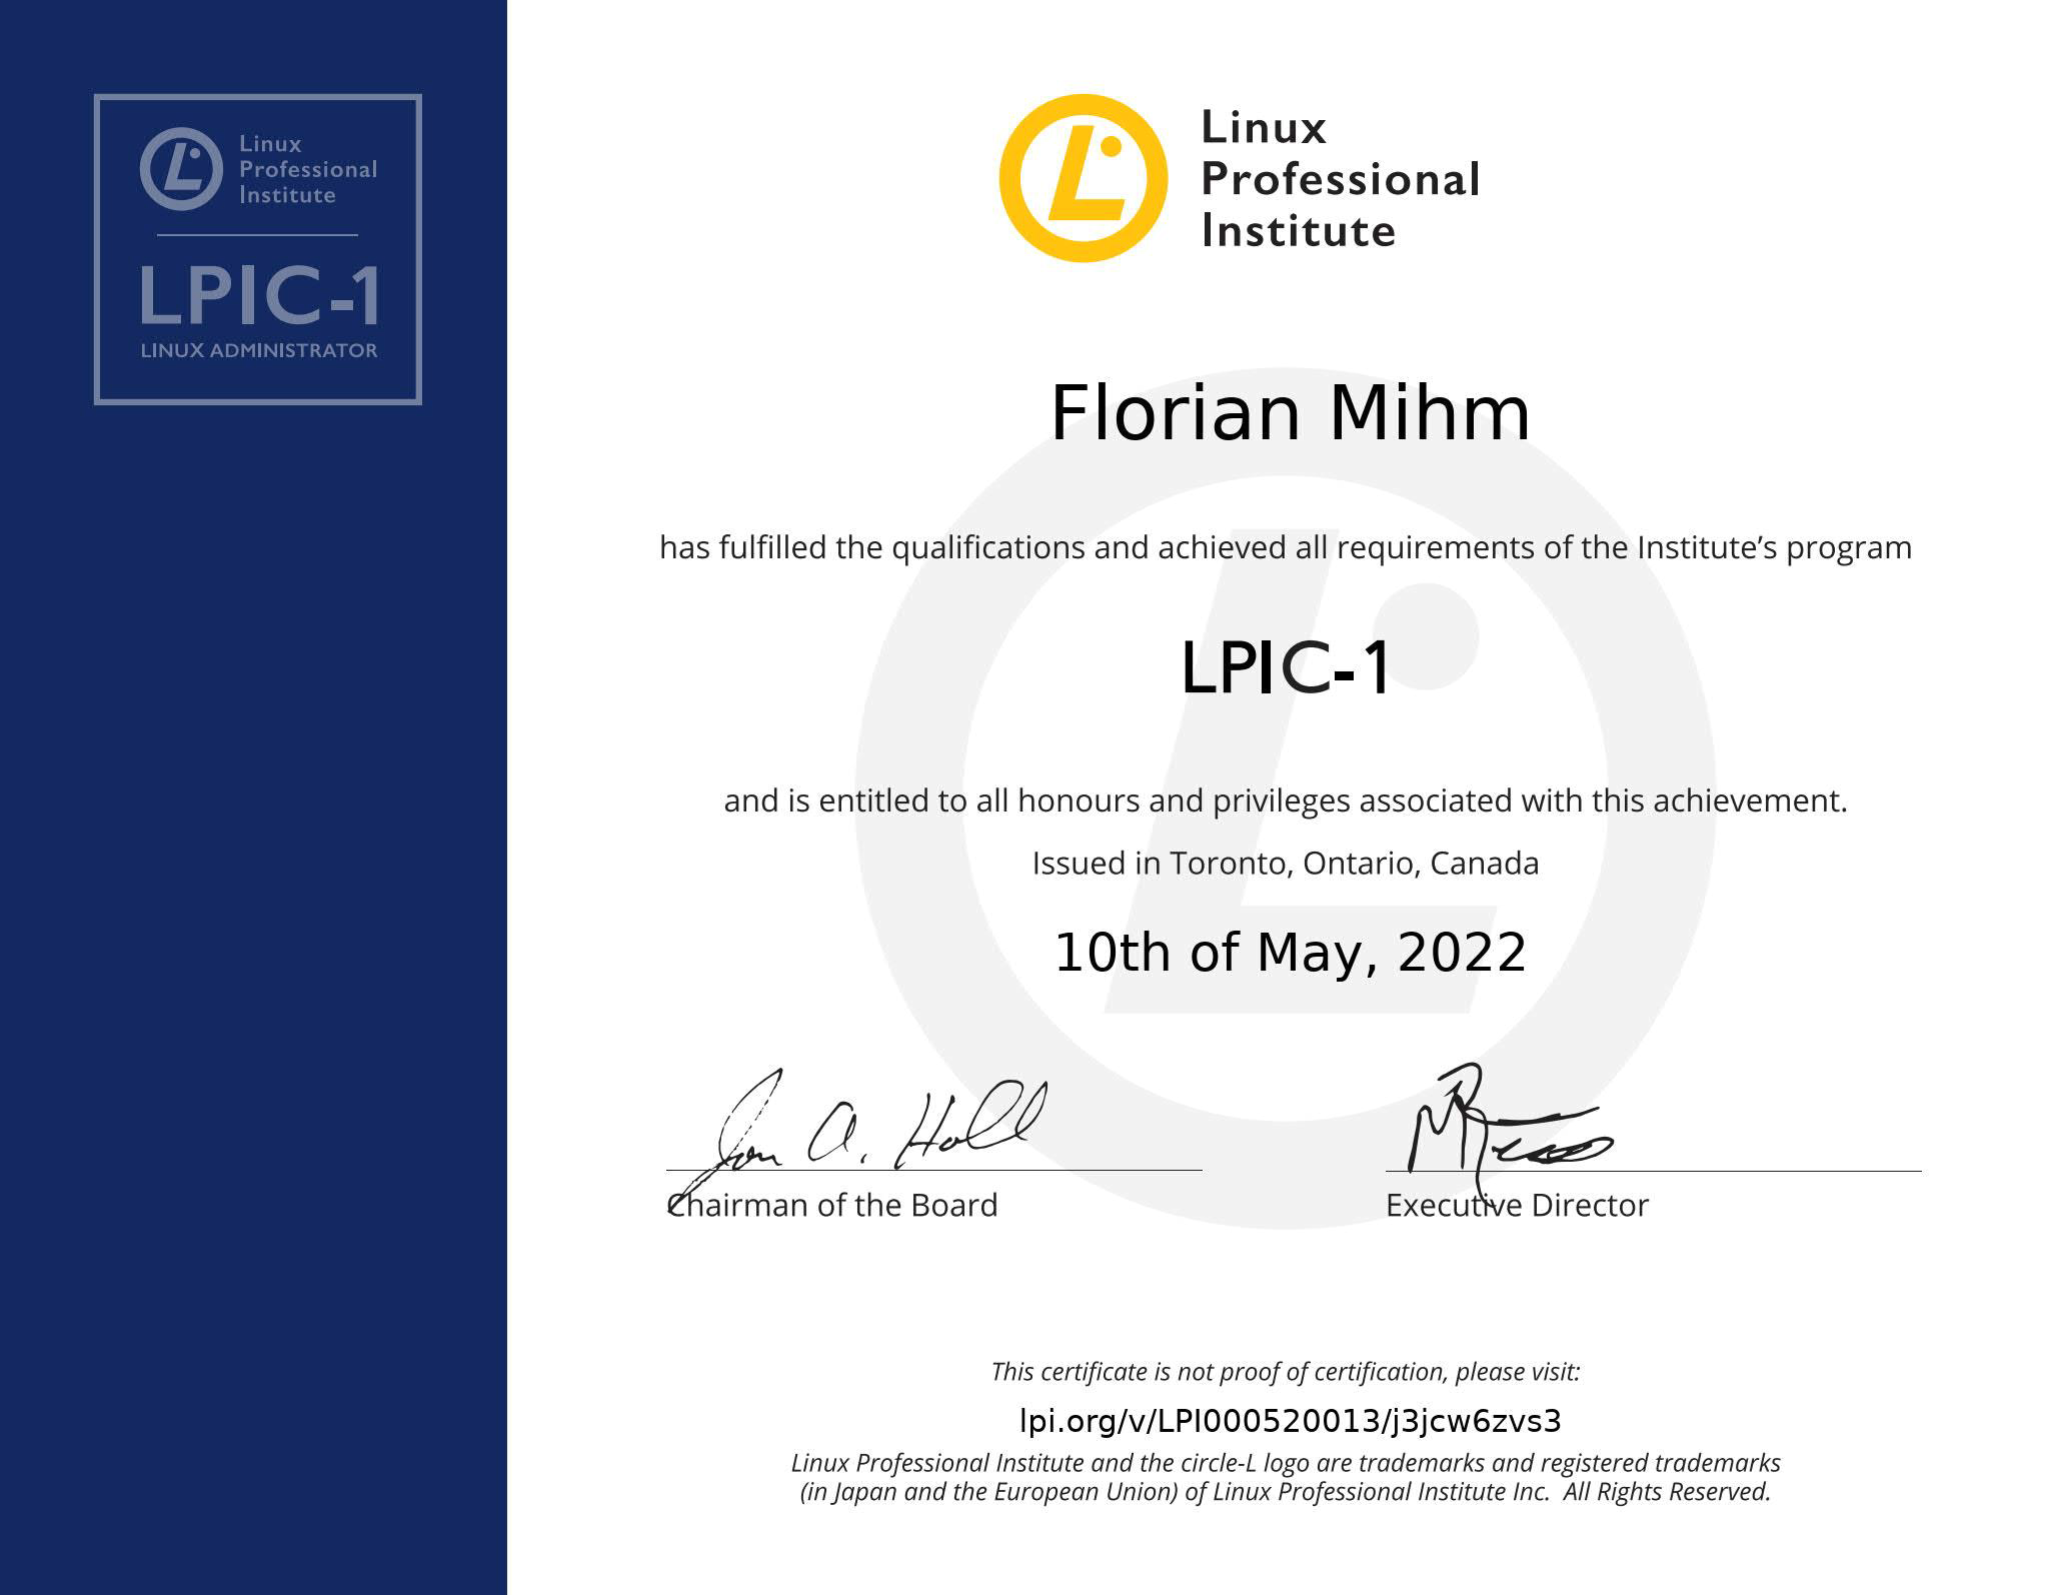 Linux
Professional
Institute
LPIC-1
LINUX ADMINISTRATOR
Linux
Professional
Institute
Florian Mihm
has fulfilled the qualifications and achieved all requirements of the Institute’s program
LPIC-1
and is entitled to all honours and privileges associated with this achievement.
Issued in Toronto, Ontario, Canada
10th of May, 2022
Jon A. Hall
Chairman of the Board
Executive Director
This certificate is not proof of certification, please visit:
lpi.org/v/LPI000520013/j3jcw6zvs3
Linux Professional Institute and the circle-L logo are trademarks and registered trademarks
(in Japan and the European Union) of Linux Professional Institute Inc.  All Rights Reserved.